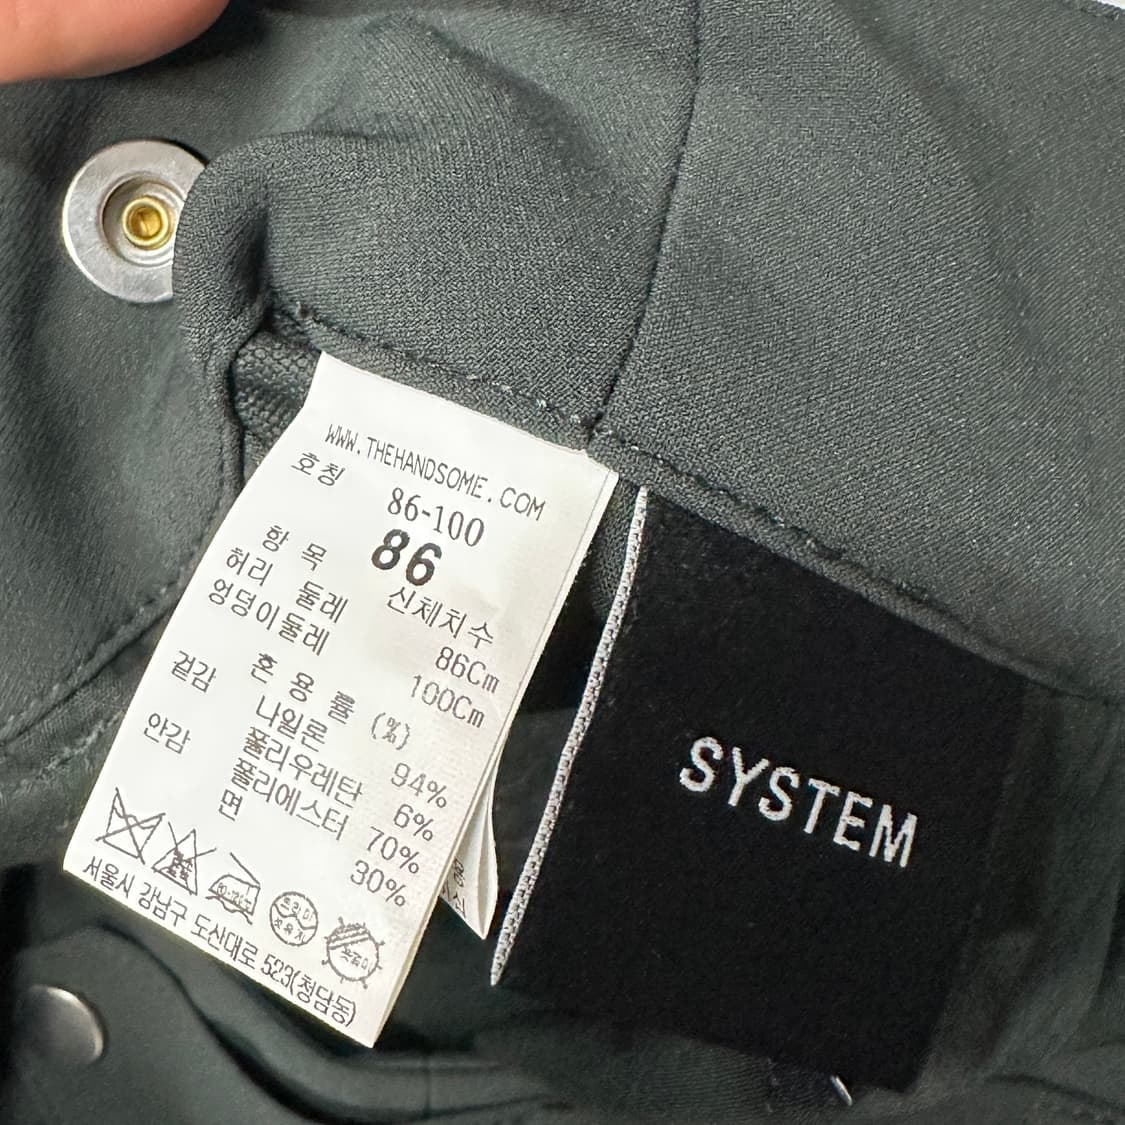 WWW.THEHANDSOME.COM
호칭 86-100
86
항 목 신체치수
허리 둘레 86Cm
엉덩이둘레 100Cm
혼 용 률 (%)
겉감 나일론 94%
폴리우레탄 6%
안감 폴리에스터 70%
면 30%
서울시 강남구 도산대로 523(청담동)
SYSTEM